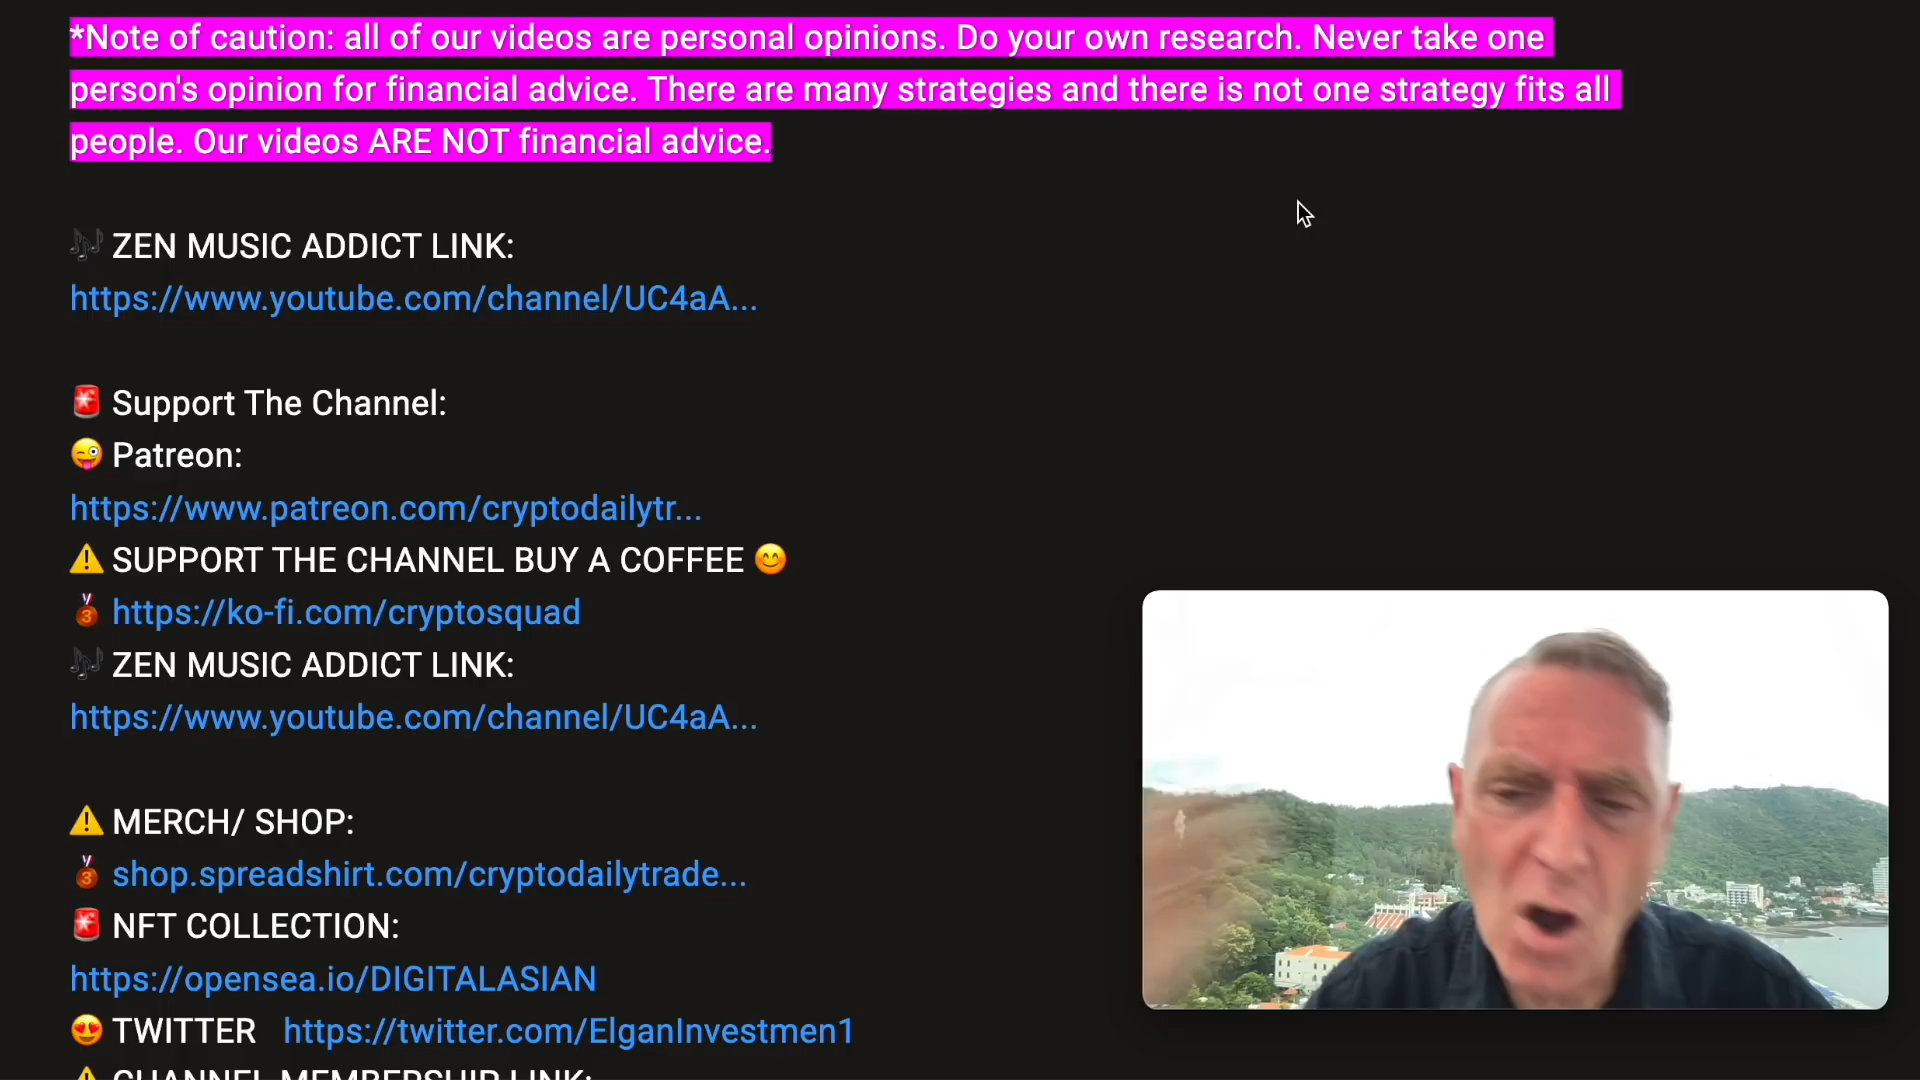 *Note of caution: all of our videos are personal opinions. Do your own research. Never take one
person's opinion for financial advice. There are many strategies and there is not one strategy fits all
people. Our videos ARE NOT financial advice.
🎶 ZEN MUSIC ADDICT LINK:
https://www.youtube.com/channel/UC4aA...
🚨 Support The Channel:
😜 Patreon:
https://www.patreon.com/cryptodailytr...
⚠️ SUPPORT THE CHANNEL BUY A COFFEE 😊
🥉 https://ko-fi.com/cryptosquad
🎶 ZEN MUSIC ADDICT LINK:
https://www.youtube.com/channel/UC4aA...
⚠️ MERCH/ SHOP:
🥉 shop.spreadshirt.com/cryptodailytrade...
🚨 NFT COLLECTION:
https://opensea.io/DIGITALASIAN
😍 TWITTER https://twitter.com/ElganInvestmen1
⚠️ CHANNEL MEMBERSHIP LINK: